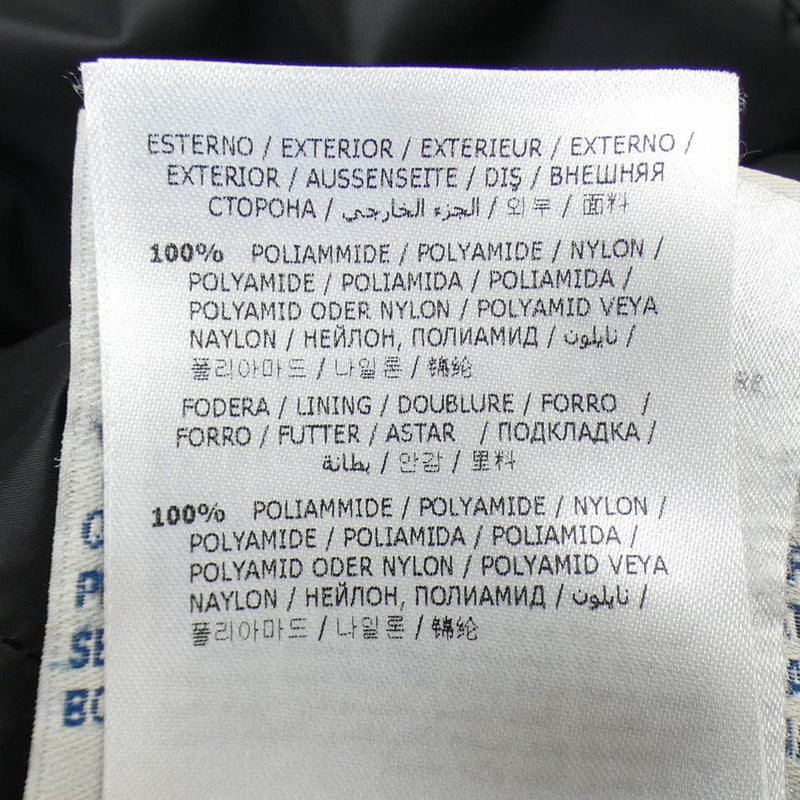 ESTERNO / EXTERIOR / EXTERIEUR / EXTERNO /
EXTERIOR / AUSSENSEITE / DIŞ / ВНЕШНЯЯ
СТОРОНА / الجزء الخارجي / 외부 / 面料
100% POLIAMMIDE / POLYAMIDE / NYLON /
POLYAMIDE / POLIAMIDA / POLIAMIDA /
POLYAMID ODER NYLON / POLYAMID VEYA
NAYLON / НЕЙЛОН, ПОЛИАМИД / نايلون /
폴리아마드 / 나일론 / 锦纶
FODERA / LINING / DOUBLURE / FORRO /
FORRO / FUTTER / ASTAR / ПОДКЛАДКА /
بطانة / 안감 / 里料
100% POLIAMMIDE / POLYAMIDE / NYLON /
POLYAMIDE / POLIAMIDA / POLIAMIDA /
POLYAMID ODER NYLON / POLYAMID VEYA
NAYLON / НЕЙЛОН, ПОЛИАМИД / نايلون /
폴리아마드 / 나일론 / 锦纶